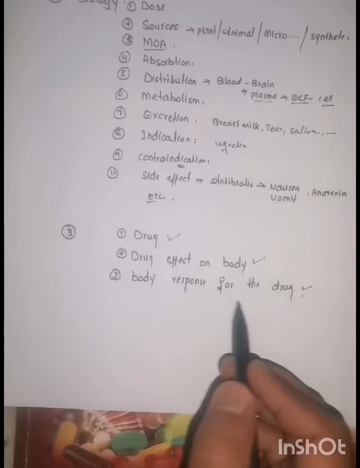 Biology: ① Dose
② Sources → plant/animal/Micro---/synthetic
③ MOA.
④ Absorbtion:
⑤ Distribution → Blood-Brain
→ plasma → ECF- cell
⑥ Metabolism,
⑦ Excretion, Breast milk, Tear, Saliva, ---
⑧ Indication:
⑨ contraindication.
⑩ Side effect → Antibiotic → Nausea, Anorexia
vomit
etc.
③ ① Drug ✓
② Drug effect on body ✓
③ body response for the drug ✓
InShOt